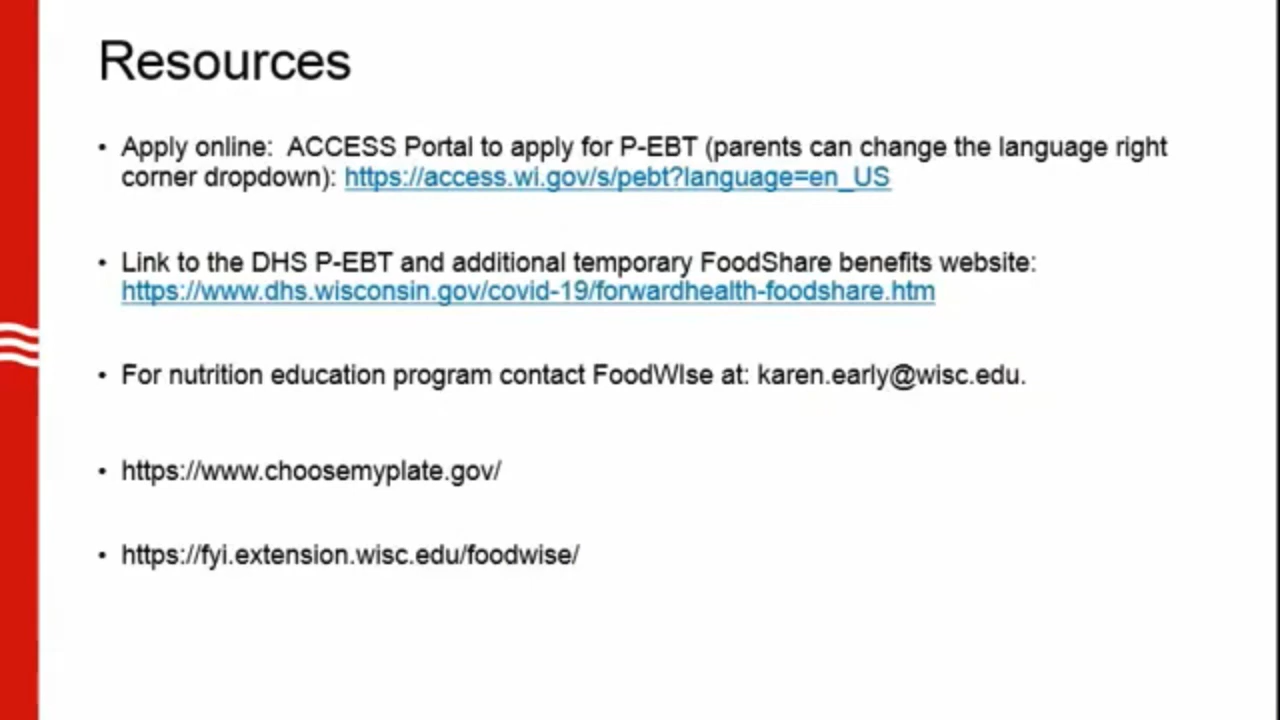 Resources
• Apply online:  ACCESS Portal to apply for P-EBT (parents can change the language right
corner dropdown): https://access.wi.gov/s/pebt?language=en_US
• Link to the DHS P-EBT and additional temporary FoodShare benefits website:
https://www.dhs.wisconsin.gov/covid-19/forwardhealth-foodshare.htm
• For nutrition education program contact FoodWIse at: karen.early@wisc.edu.
• https://www.choosemyplate.gov/
• https://fyi.extension.wisc.edu/foodwise/